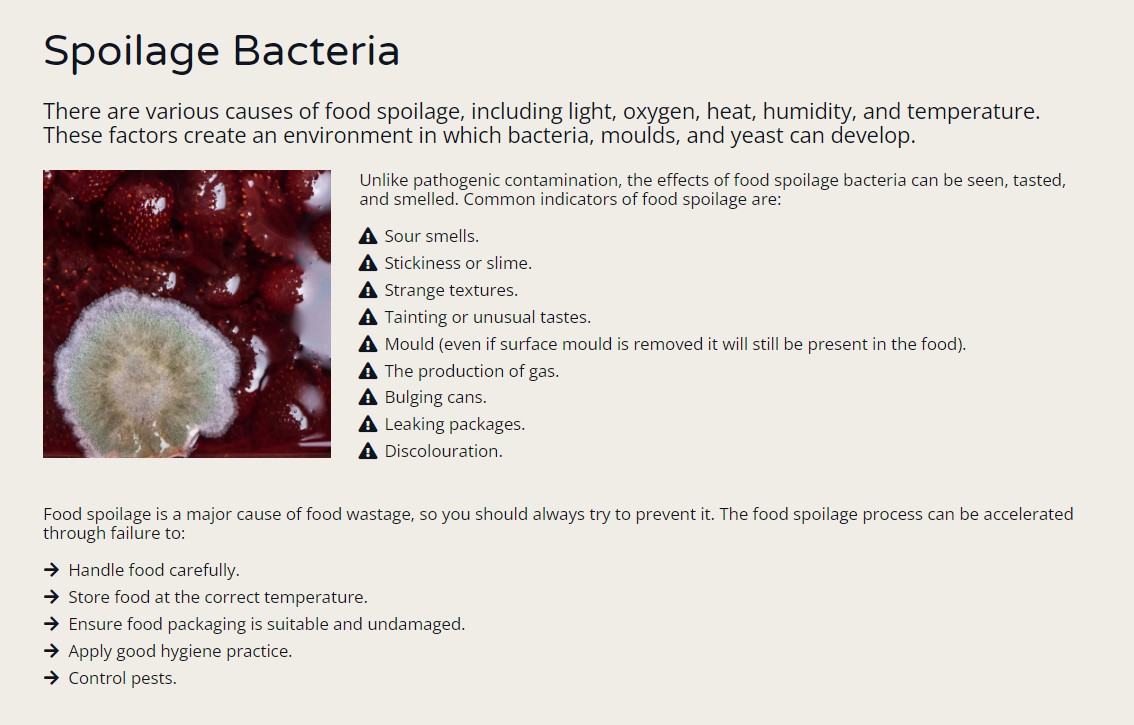 Spoilage Bacteria
There are various causes of food spoilage, including light, oxygen, heat, humidity, and temperature.
These factors create an environment in which bacteria, moulds, and yeast can develop.
Unlike pathogenic contamination, the effects of food spoilage bacteria can be seen, tasted,
and smelled. Common indicators of food spoilage are:
Sour smells.
Stickiness or slime.
Strange textures.
Tainting or unusual tastes.
Mould (even if surface mould is removed it will still be present in the food).
The production of gas.
Bulging cans.
Leaking packages.
Discolouration.
Food spoilage is a major cause of food wastage, so you should always try to prevent it. The food spoilage process can be accelerated
through failure to:
Handle food carefully.
Store food at the correct temperature.
Ensure food packaging is suitable and undamaged.
Apply good hygiene practice.
Control pests.